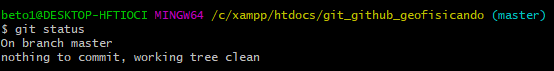 beto1@DESKTOP-HFTIOCI MINGW64 /c/xampp/htdocs/git_github_geofisicando (master)
$ git status
On branch master
nothing to commit, working tree clean